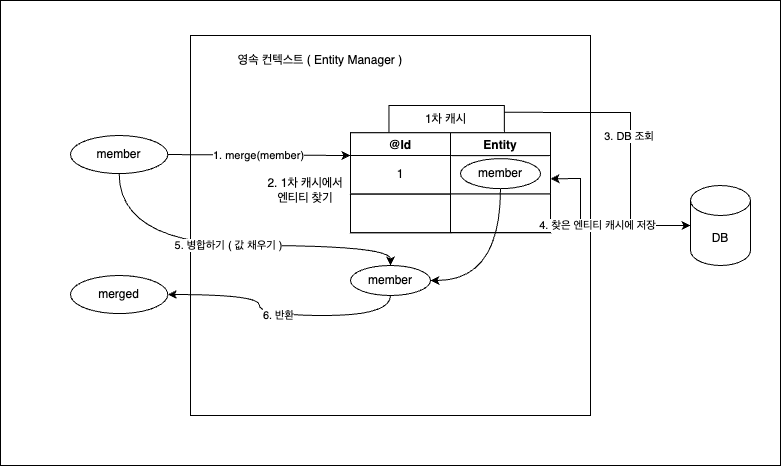 영속 컨텍스트 ( Entity Manager )
1차 캐시
@Id
Entity
3. DB 조회
member
1. merge(member)
1
member
2. 1차 캐시에서
엔티티 찾기
4. 찾은 엔티티 캐시에 저장
DB
5. 병합하기 ( 값 채우기 )
member
merged
6. 반환